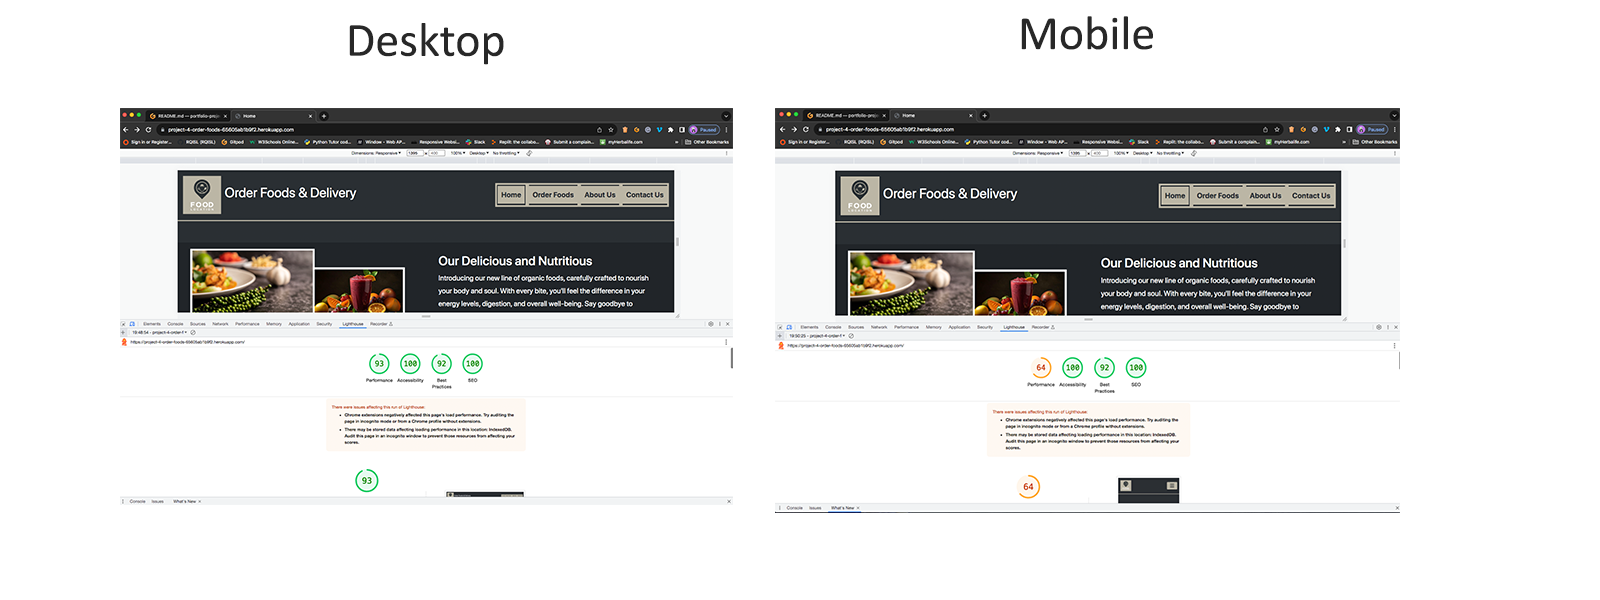 Desktop
Mobile
README.md — portfolio-proj
Home
project-4-order-foods-65605ab1b9f2.herokuapp.com
Paused
Sign in or Register...
RQISL (RQISL)
Gitpod
W3Schools Online...
Python Tutor cod...
Window - Web AP...
Responsive Websi...
Slack
Replit: the collabo...
Submit a complain...
»
Other Bookmarks
Dimensions: Responsive
1395
×
400
100%
Desktop
No throttling
FOOD
LOCATION
Order Foods & Delivery
Home
Order Foods
About Us
Contact Us
Our Delicious and Nutritious
Introducing our new line of organic foods, carefully crafted to nourish
your body and soul. With every bite, you'll feel the difference in your
energy levels, digestion, and overall well-being. Say goodbye to
Elements
Console
Sources
Network
Performance
Memory
Application
Security
Lighthouse
Recorder
19:48:54 - project-4-order-f
https://project-4-order-foods-65605ab1b9f2.herokuapp.com/
93
100
92
100
Performance
Accessibility
Best
Practices
SEO
There were issues affecting this run of Lighthouse:
• Chrome extensions negatively affected this page's load performance. Try auditing the
page in incognito mode or from a Chrome profile without extensions.
• There may be stored data affecting loading performance in this location: IndexedDB.
Audit this page in an incognito window to prevent those resources from affecting your
scores.
93
Console
Issues
What's New
README.md — portfolio-proj
Home
project-4-order-foods-65605ab1b9f2.herokuapp.com
Paused
Sign in or Register...
RQISL (RQISL)
Gitpod
W3Schools Online...
Python Tutor cod...
Window - Web AP...
Responsive Websi...
Slack
Replit: the collabo...
Submit a complain...
myHerbalife.com
»
Other Bookmarks
Dimensions: Responsive
1395
×
400
100%
Desktop
No throttling
FOOD
LOCATION
Order Foods & Delivery
Home
Order Foods
About Us
Contact Us
Our Delicious and Nutritious
Introducing our new line of organic foods, carefully crafted to nourish
your body and soul. With every bite, you'll feel the difference in your
energy levels, digestion, and overall well-being. Say goodbye to
Elements
Console
Sources
Network
Performance
Memory
Application
Security
Lighthouse
Recorder
19:50:25 - project-4-order-f
https://project-4-order-foods-65605ab1b9f2.herokuapp.com/
64
100
92
100
Performance
Accessibility
Best
Practices
SEO
There were issues affecting this run of Lighthouse:
• Chrome extensions negatively affected this page's load performance. Try auditing the
page in incognito mode or from a Chrome profile without extensions.
• There may be stored data affecting loading performance in this location: IndexedDB.
Audit this page in an incognito window to prevent those resources from affecting your
scores.
64
Console
Issues
What's New